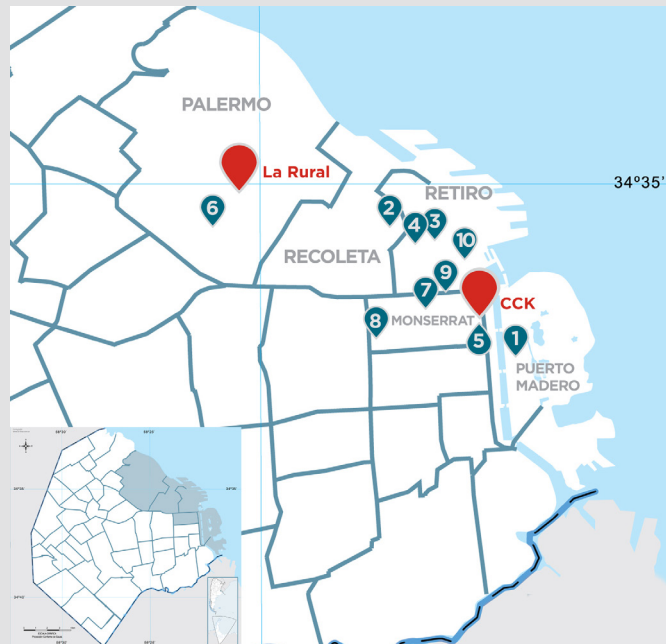 PALERMO
La Rural
34º35'
6
2
RETIRO
4
3
RECOLETA
10
9
7
CCK
8
MONSERRAT
5
1
PUERTO
MADERO